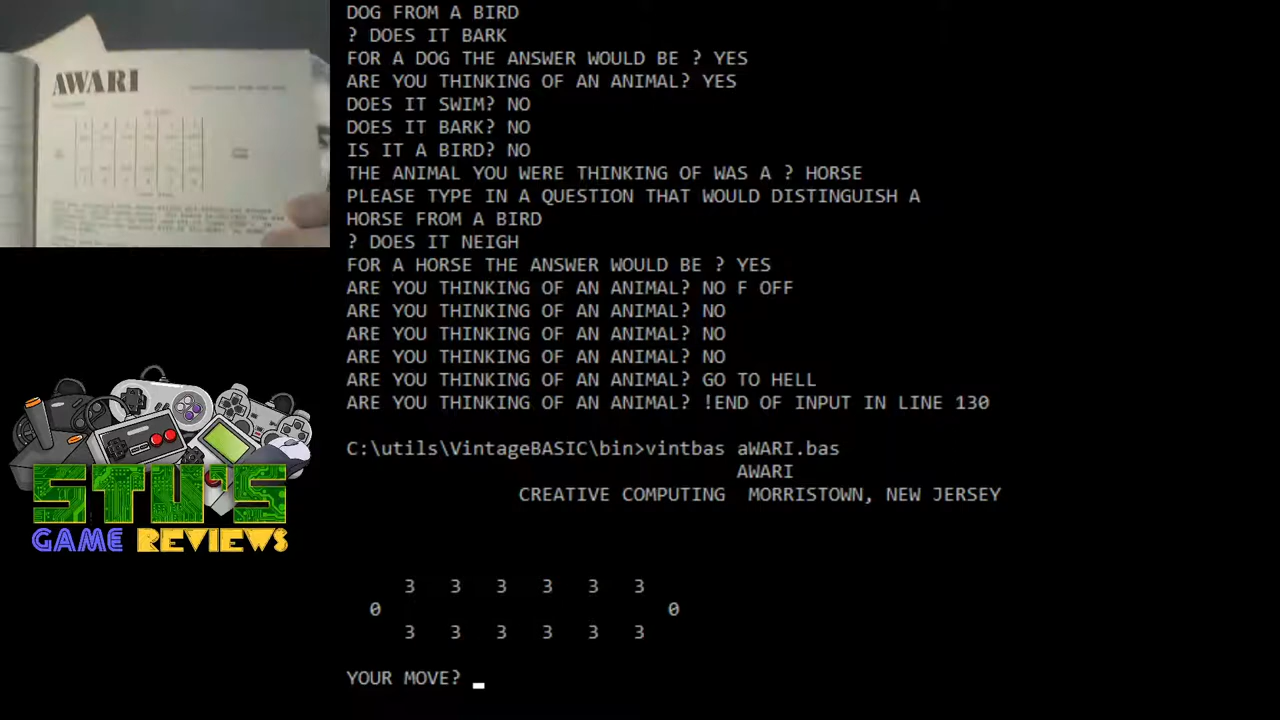 AWARI
DOG FROM A BIRD
? DOES IT BARK
FOR A DOG THE ANSWER WOULD BE ? YES
ARE YOU THINKING OF AN ANIMAL? YES
DOES IT SWIM? NO
DOES IT BARK? NO
IS IT A BIRD? NO
THE ANIMAL YOU WERE THINKING OF WAS A ? HORSE
PLEASE TYPE IN A QUESTION THAT WOULD DISTINGUISH A
HORSE FROM A BIRD
? DOES IT NEIGH
FOR A HORSE THE ANSWER WOULD BE ? YES
ARE YOU THINKING OF AN ANIMAL? NO F OFF
ARE YOU THINKING OF AN ANIMAL? NO
ARE YOU THINKING OF AN ANIMAL? NO
ARE YOU THINKING OF AN ANIMAL? NO
ARE YOU THINKING OF AN ANIMAL? GO TO HELL
ARE YOU THINKING OF AN ANIMAL? !END OF INPUT IN LINE 130
C:\utils\VintageBASIC\bin>vintbas aWARI.bas
AWARI
CREATIVE COMPUTING MORRISTOWN, NEW JERSEY
3 3 3 3 3 3
0 0
3 3 3 3 3 3
YOUR MOVE?
STU'S
GAME REVIEWS